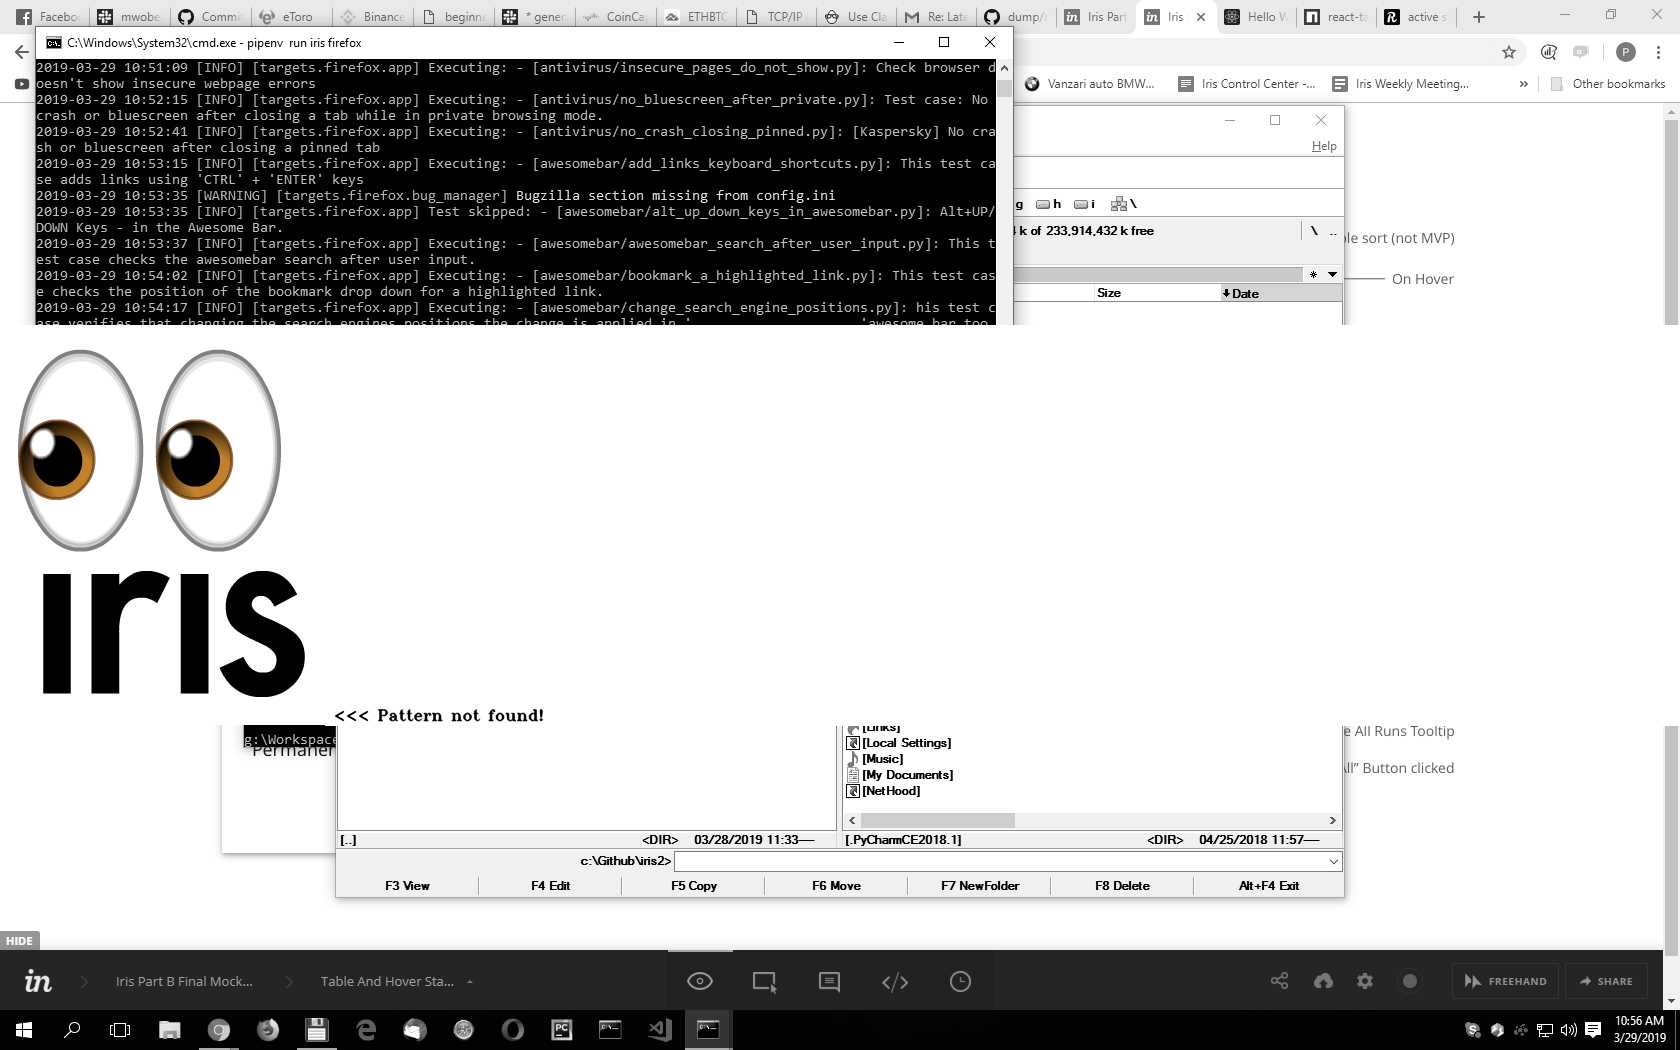 Facebo
mwobe
Commi
eToro
Binance
beginn
* gener
CoinCa
ETHBTC
TCP/IP
Use Cla
Re: Late
dump/
Iris Part
Iris
Hello W
react-ta
active s
C:\Windows\System32\cmd.exe - pipenv  run iris firefox
P
Vanzari auto BMW...
Iris Control Center -...
Iris Weekly Meeting...
»
Other bookmarks
2019-03-29 10:51:09 [INFO] [targets.firefox.app] Executing: - [antivirus/insecure_pages_do_not_show.py]: Check browser d
oesn't show insecure webpage errors
2019-03-29 10:52:15 [INFO] [targets.firefox.app] Executing: - [antivirus/no_bluescreen_after_private.py]: Test case: No
crash or bluescreen after closing a tab while in private browsing mode.
2019-03-29 10:52:41 [INFO] [targets.firefox.app] Executing: - [antivirus/no_crash_closing_pinned.py]: [Kaspersky] No cra
sh or bluescreen after closing a pinned tab
2019-03-29 10:53:15 [INFO] [targets.firefox.app] Executing: - [awesomebar/add_links_keyboard_shortcuts.py]: This test ca
se adds links using 'CTRL' + 'ENTER' keys
2019-03-29 10:53:35 [WARNING] [targets.firefox.bug_manager] Bugzilla section missing from config.ini
2019-03-29 10:53:35 [INFO] [targets.firefox.app] Test skipped: - [awesomebar/alt_up_down_keys_in_awesomebar.py]: Alt+UP/
DOWN Keys - in the Awesome Bar.
2019-03-29 10:53:37 [INFO] [targets.firefox.app] Executing: - [awesomebar/awesomebar_search_after_user_input.py]: This t
est case checks the awesomebar search after user input.
2019-03-29 10:54:02 [INFO] [targets.firefox.app] Executing: - [awesomebar/bookmark_a_highlighted_link.py]: This test cas
e checks the position of the bookmark drop down for a highlighted link.
2019-03-29 10:54:17 [INFO] [targets.firefox.app] Executing: - [awesomebar/change_search_engine_positions.py]: his test c
ase verifies that changing the search engines positions the change is applied in ' 'awesome bar too
Help
g h i \
k of 233,914,432 k free
\ ..
* 
Size
Date
ble sort (not MVP)
On Hover
iris
<<< Pattern not found!
g:\Workspace
Permaner
[Links]
[Local Settings]
[Music]
[My Documents]
[NetHood]
e All Runs Tooltip
All" Button clicked
[..] <DIR> 03/28/2019 11:33----
[.PyCharmCE2018.1] <DIR> 04/25/2018 11:57----
c:\Github\iris2>
F3 View
F4 Edit
F5 Copy
F6 Move
F7 NewFolder
F8 Delete
Alt+F4 Exit
HIDE
in
Iris Part B Final Mock...
Table And Hover Sta...
FREEHAND
SHARE
10:56 AM
3/29/2019